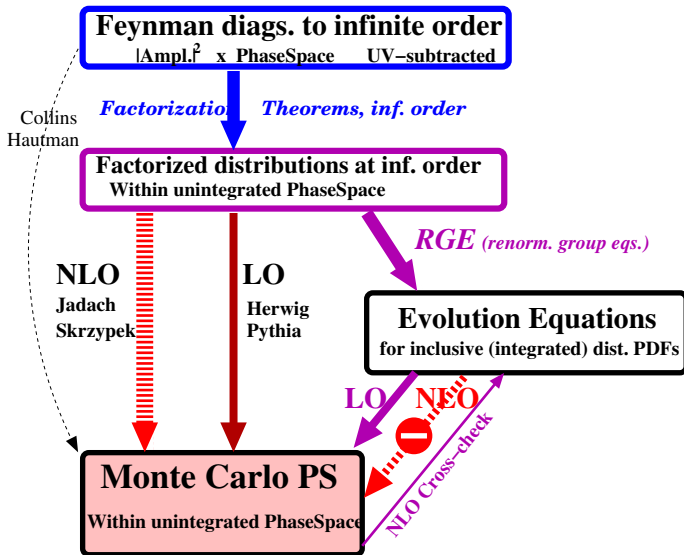 Feynman diags. to infinite order
|Ampl.|² x PhaseSpace UV−subtracted
Collins
Hautman
Factorization Theorems, inf. order
Factorized distributions at inf. order
Within unintegrated PhaseSpace
RGE (renorm. group eqs.)
NLO
Jadach
Skrzypek
LO
Herwig
Pythia
Evolution Equations
for inclusive (integrated) dist. PDFs
LO
NLO
NLO Cross−check
Monte Carlo PS
Within unintegrated PhaseSpace